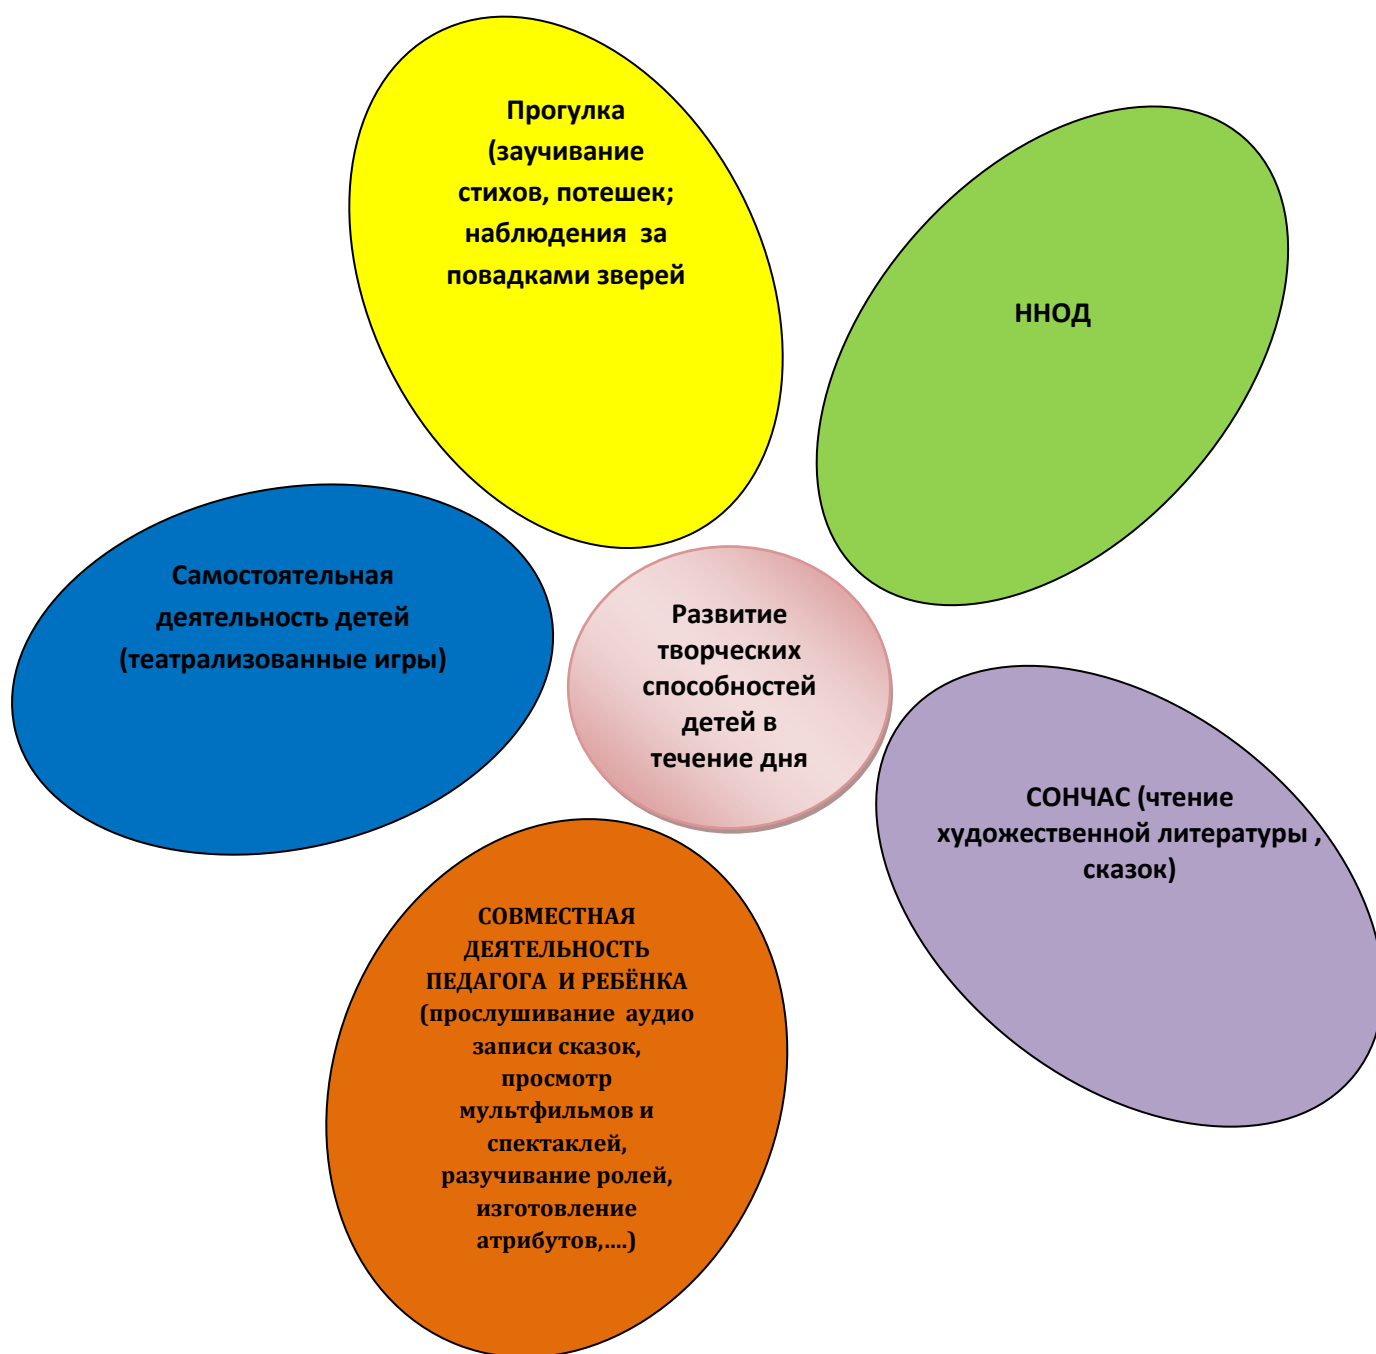 Прогулка
(заучивание
стихов, потешек;
наблюдения за
повадками зверей
ННОД
Самостоятельная
деятельность детей
(театрализованные игры)
Развитие
творческих
способностей
детей в
течение дня
СОНЧАС (чтение
художественной литературы ,
сказок)
СОВМЕСТНАЯ
ДЕЯТЕЛЬНОСТЬ
ПЕДАГОГА И РЕБЁНКА
(прослушивание аудио
записи сказок,
просмотр
мультфильмов и
спектаклей,
разучивание ролей,
изготовление
атрибутов,....)